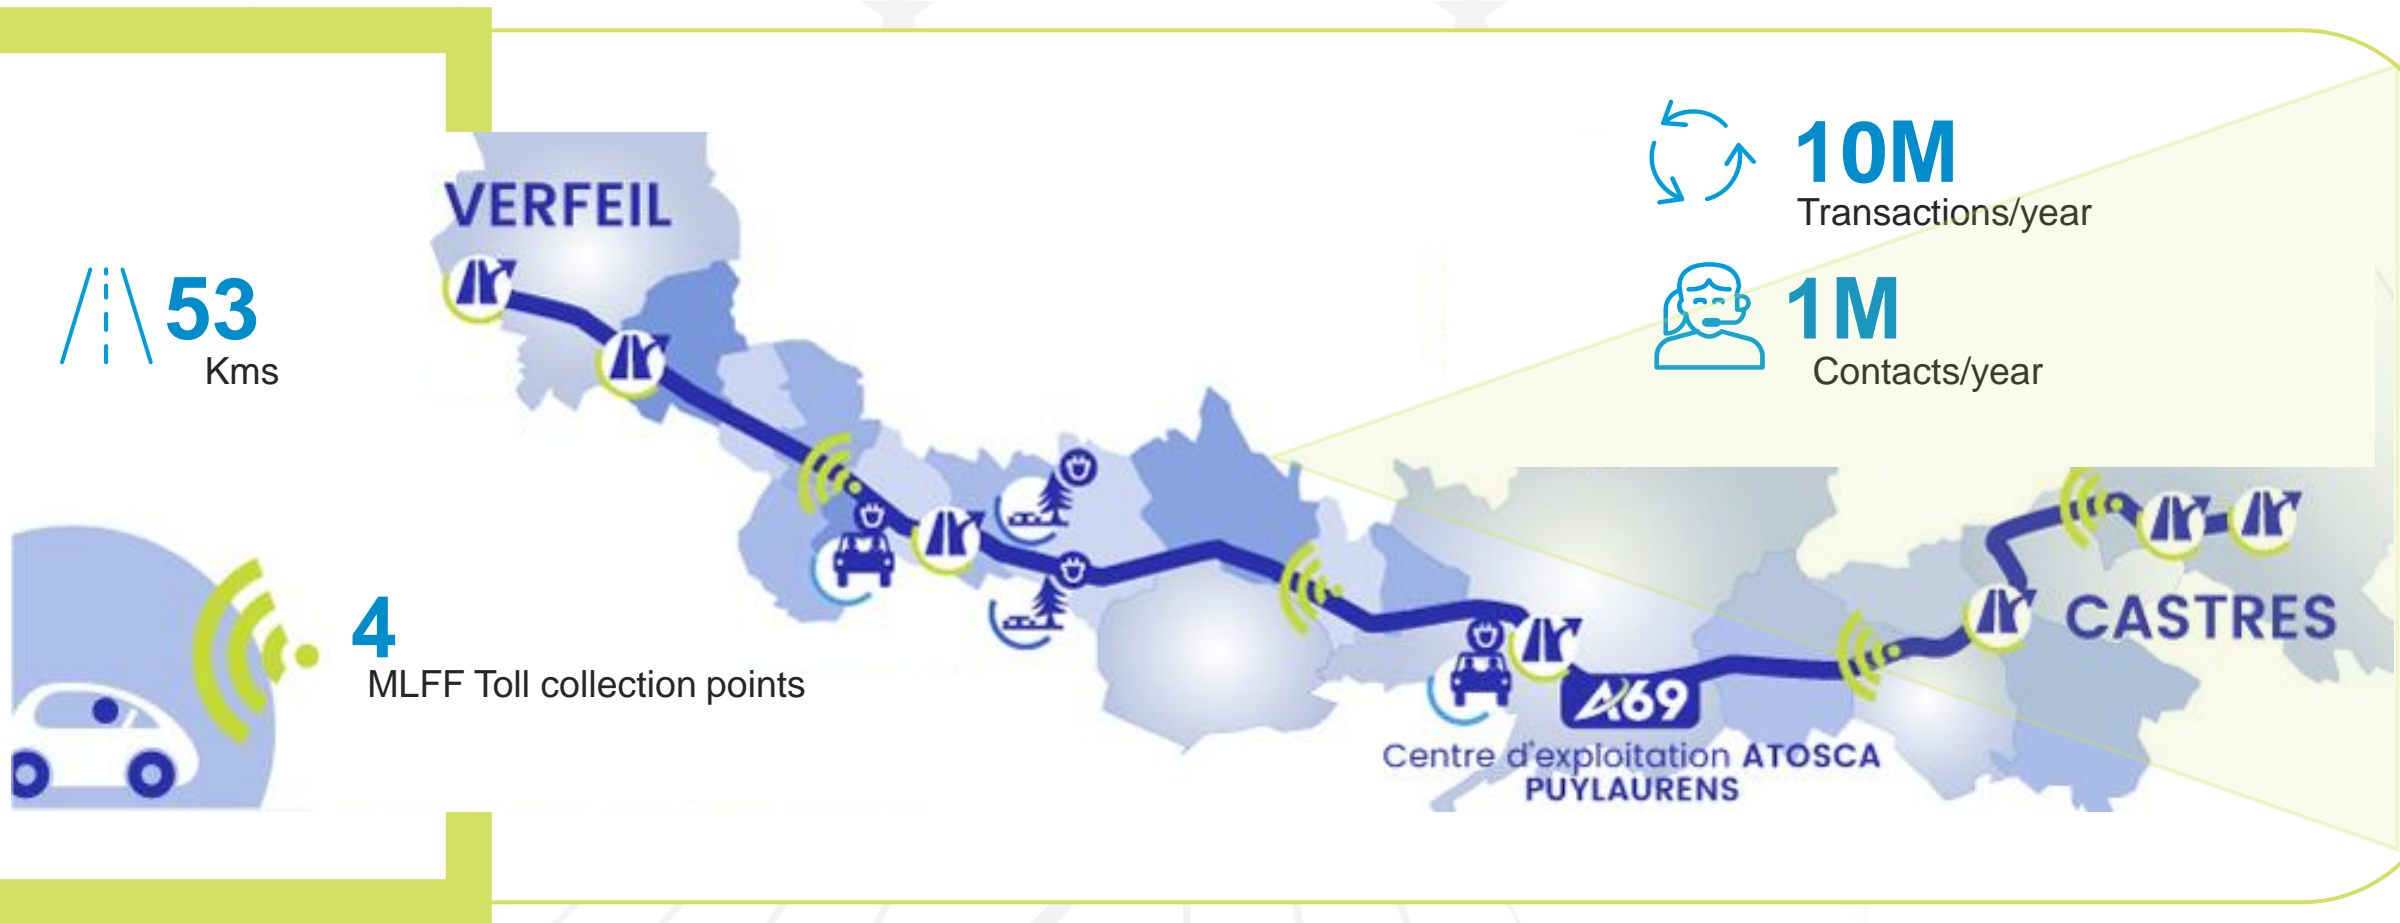 VERFEIL
53
Kms
10M
Transactions/year
1M
Contacts/year
4
MLFF Toll collection points
CASTRES
A69
Centre d'exploitation ATOSCA
PUYLAURENS